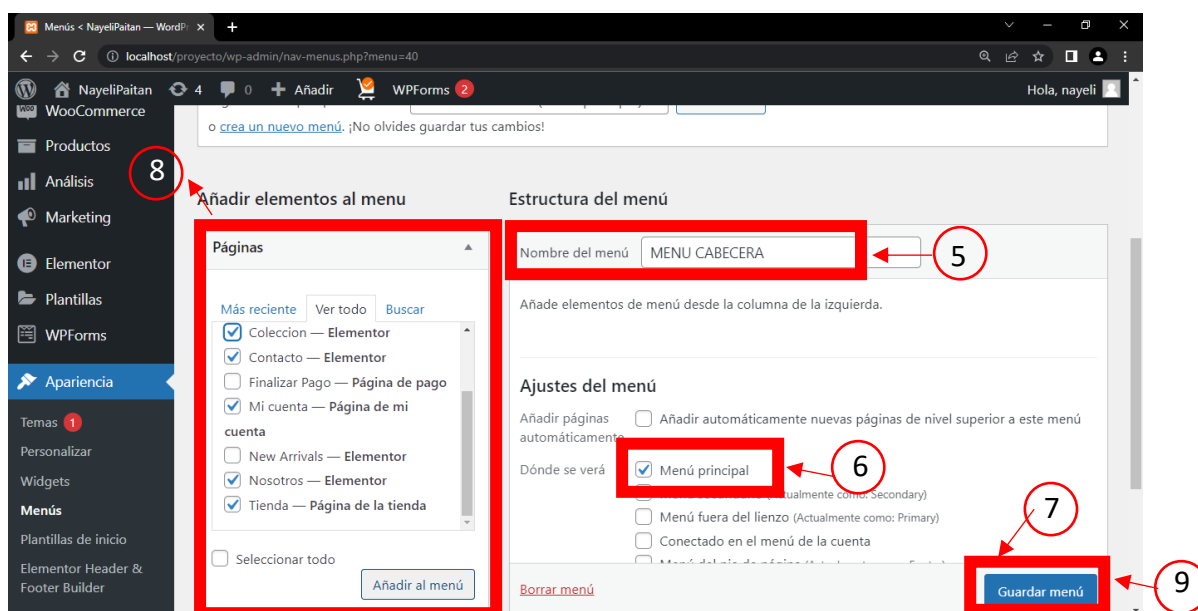 Menús < NayeliPaitan — WordPr
localhost/proyecto/wp-admin/nav-menus.php?menu=40
NayeliPaitan 4 0 Añadir WPForms 2 Hola, nayeli
WooCommerce
Productos
Análisis
Marketing
Elementor
Plantillas
WPForms
Apariencia
Temas 1
Personalizar
Widgets
Menús
Plantillas de inicio
Elementor Header &
Footer Builder
o crea un nuevo menú. ¡No olvides guardar tus cambios!
8
Añadir elementos al menu
Páginas
Más reciente Ver todo Buscar
Coleccion — Elementor
Contacto — Elementor
Finalizar Pago — Página de pago
Mi cuenta — Página de mi
cuenta
New Arrivals — Elementor
Nosotros — Elementor
Tienda — Página de la tienda
Seleccionar todo
Añadir al menú
Estructura del menú
Nombre del menú MENU CABECERA
5
Añade elementos de menú desde la columna de la izquierda.
Ajustes del menú
Añadir páginas
automáticamente
Añadir automáticamente nuevas páginas de nivel superior a este menú
Dónde se verá
Menú principal
6
como: Secondary)
Menú fuera del lienzo (Actualmente como: Primary)
Conectado en el menú de la cuenta
7
Borrar menú
Guardar menú
9